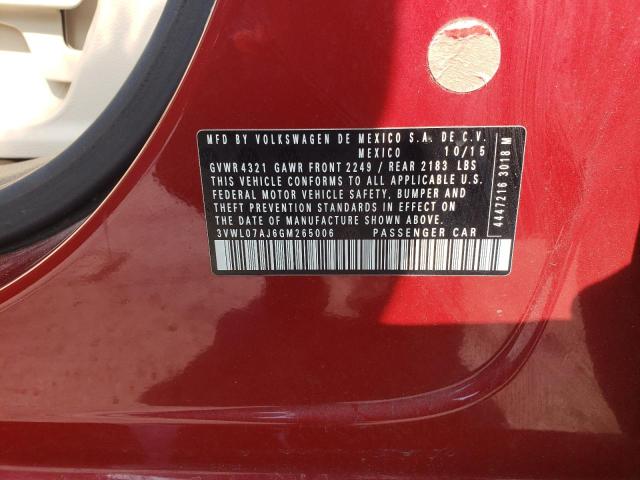 MFD BY VOLKSWAGEN DE MEXICO S.A. DE C.V.
MEXICO 10/15
GVWR 4321 GAWR FRONT 2249 / REAR 2183 LBS
THIS VEHICLE CONFORMS TO ALL APPLICABLE U.S.
FEDERAL MOTOR VEHICLE SAFETY, BUMPER AND
THEFT PREVENTION STANDARDS IN EFFECT ON
THE DATE OF MANUFACTURE SHOWN ABOVE.
3VWL07AJ6GM265006 PASSENGER CAR
4447216 3018 M